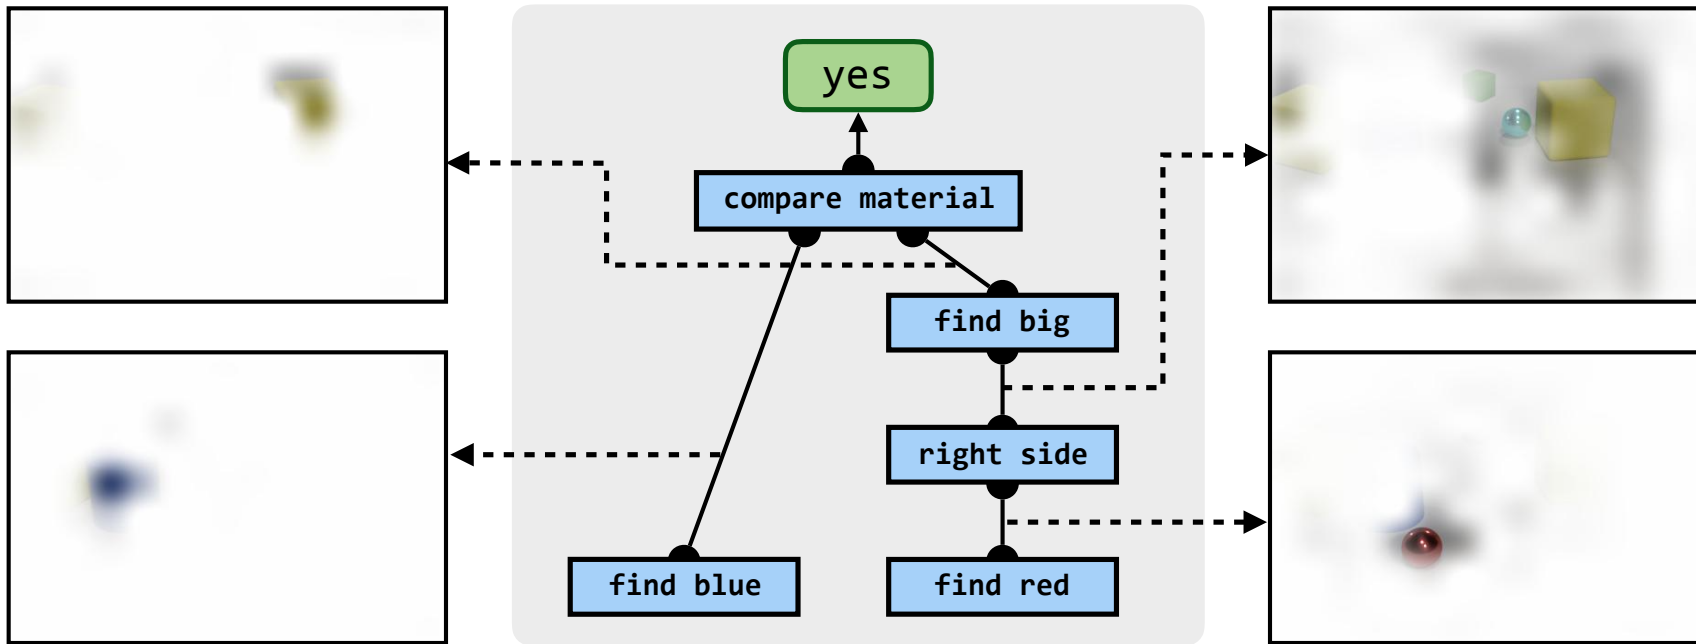 yes
compare material
find big
right side
find blue
find red